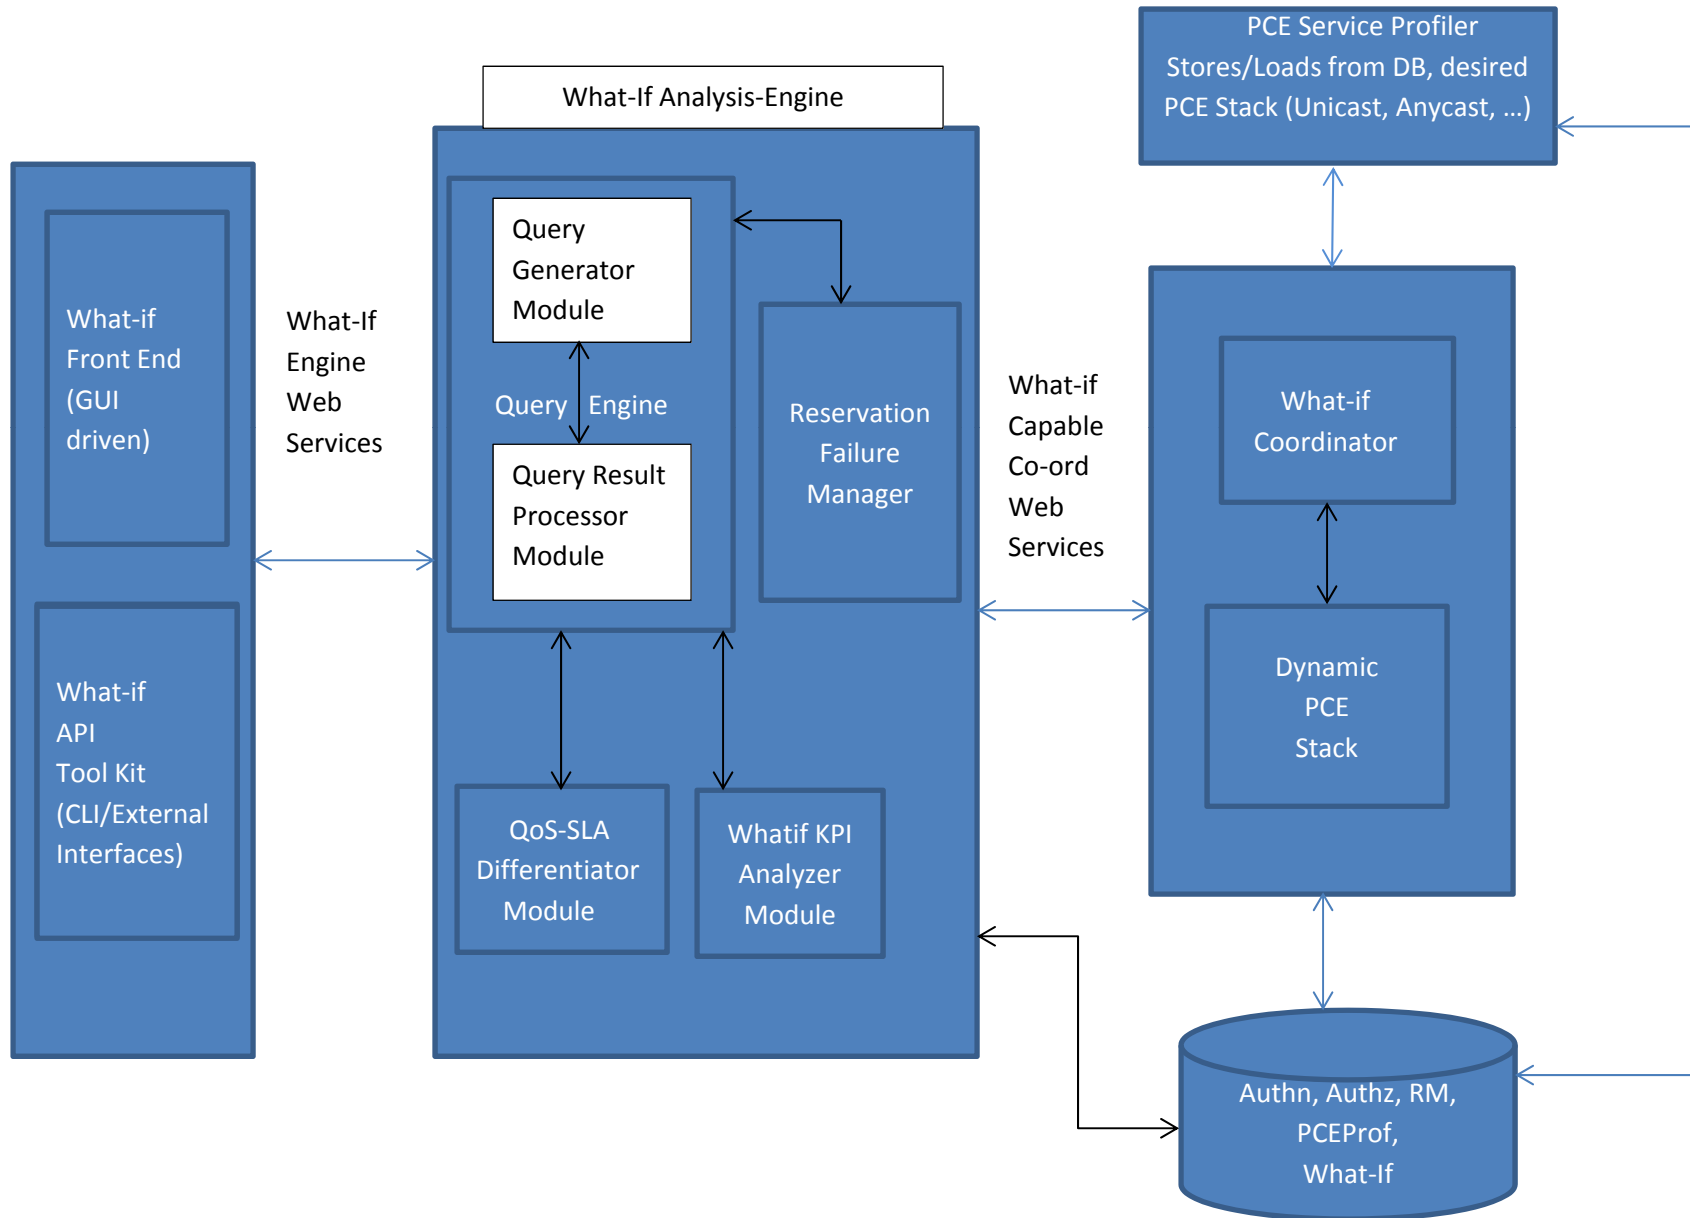 PCE Service Profiler
Stores/Loads from DB, desired
PCE Stack (Unicast, Anycast, ...)
What-If Analysis-Engine
What-if
Front End
(GUI
driven)
What-if
API
Tool Kit
(CLI/External
Interfaces)
What-If
Engine
Web
Services
Query
Generator
Module
Query Engine
Query Result
Processor
Module
Reservation
Failure
Manager
QoS-SLA
Differentiator
Module
Whatif KPI
Analyzer
Module
What-if
Capable
Co-ord
Web
Services
What-if
Coordinator
Dynamic
PCE
Stack
Authn, Authz, RM,
PCEProf,
What-If